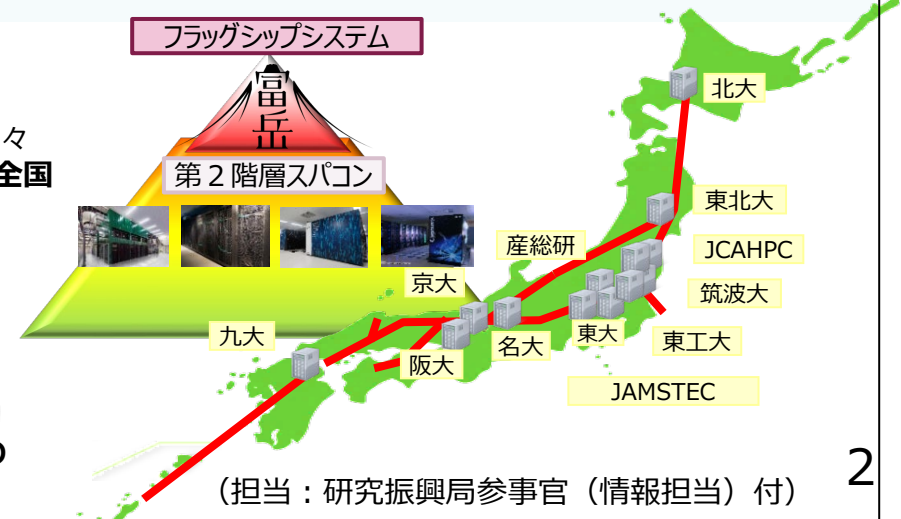 フラッグシップシステム
富岳
々
全国
第２階層スパコン
北大
東北大
産総研
JCAHPC
京大
筑波大
九大
阪大
名大
東大
東工大
JAMSTEC
（担当：研究振興局参事官（情報担当）付）
2